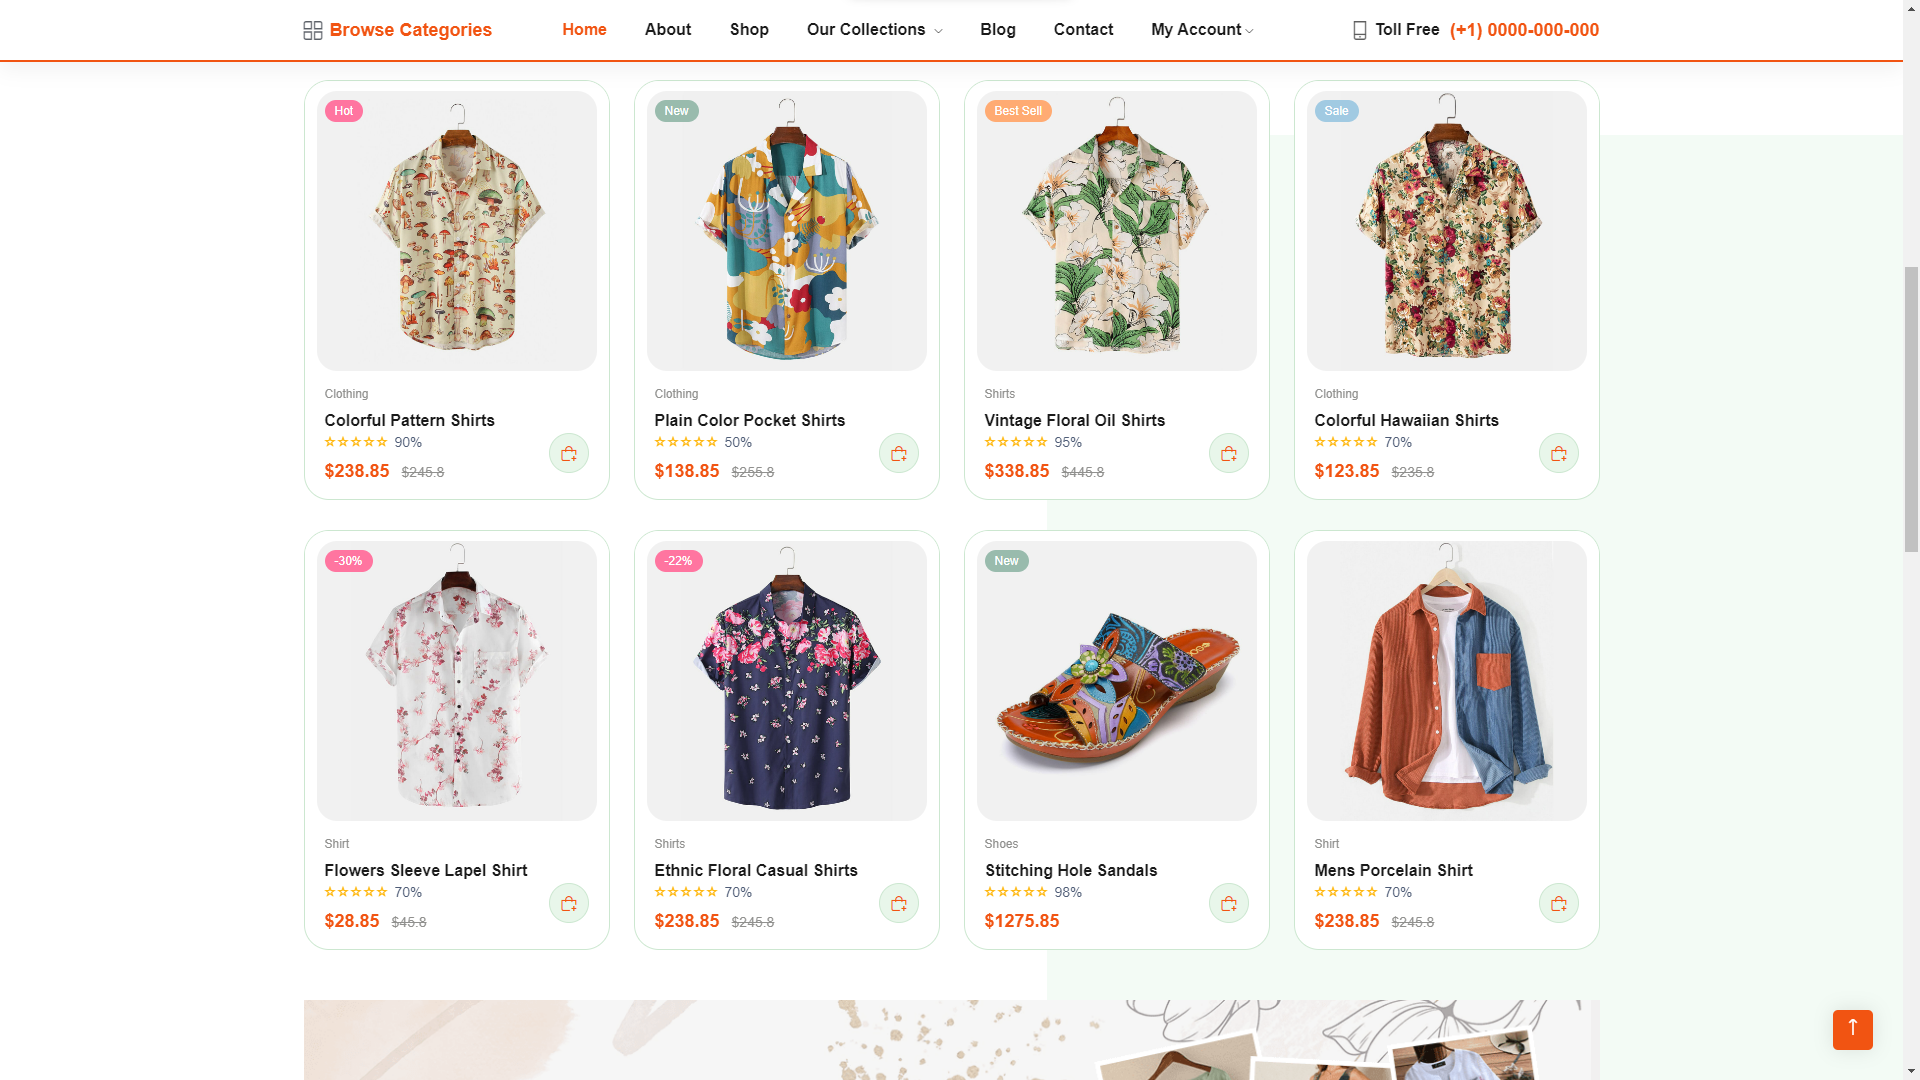 Browse Categories
Home
About
Shop
Our Collections
Blog
Contact
My Account
Toll Free (+1) 0000-000-000
Hot
New
Best Sell
Sale
Clothing
Colorful Pattern Shirts
90%
$238.85 $245.8
Clothing
Plain Color Pocket Shirts
50%
$138.85 $255.8
Shirts
Vintage Floral Oil Shirts
95%
$338.85 $445.8
Clothing
Colorful Hawaiian Shirts
70%
$123.85 $235.8
-30%
-22%
New
Shirt
Flowers Sleeve Lapel Shirt
70%
$28.85 $45.8
Shirts
Ethnic Floral Casual Shirts
70%
$238.85 $245.8
Shoes
Stitching Hole Sandals
98%
$1275.85
Shirt
Mens Porcelain Shirt
70%
$238.85 $245.8